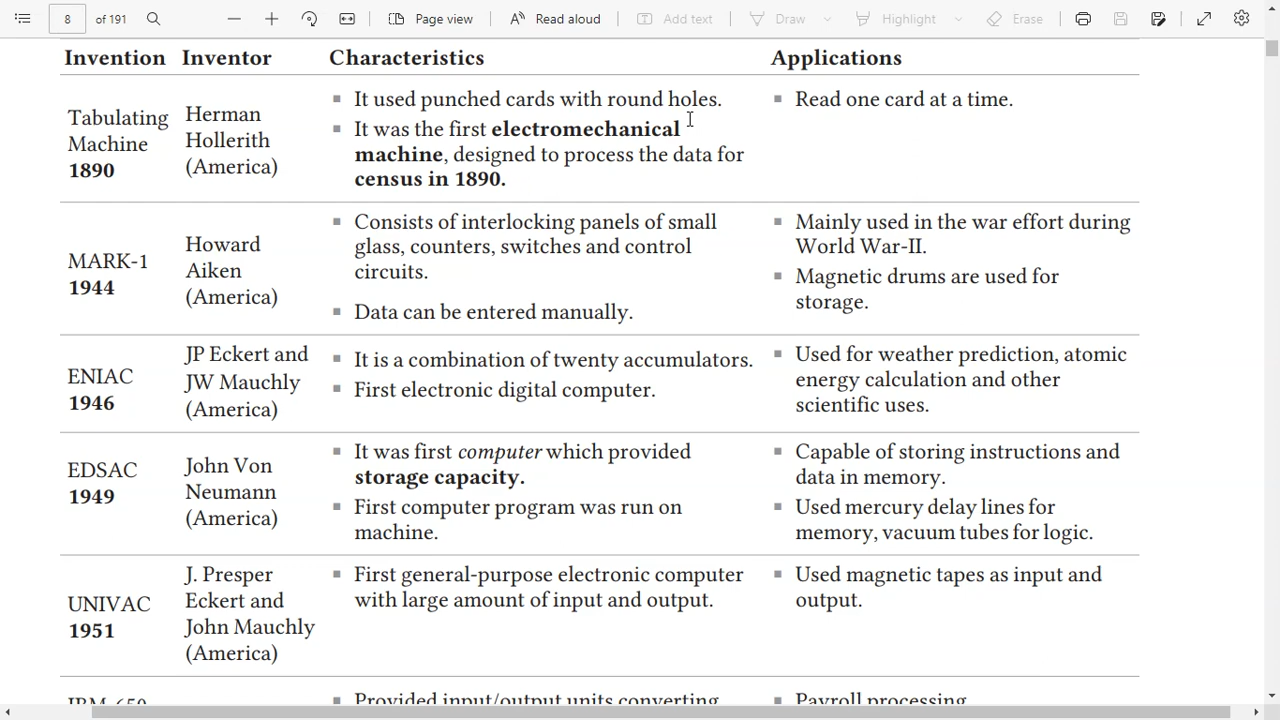 8 of 191 Page view Read aloud Add text Draw Highlight Erase
Invention Inventor Characteristics Applications
Tabulating
Machine
1890
Herman
Hollerith
(America)
▪ It used punched cards with round holes.
▪ It was the first electromechanical
machine, designed to process the data for
census in 1890.
▪ Read one card at a time.
MARK-1
1944
Howard
Aiken
(America)
▪ Consists of interlocking panels of small
glass, counters, switches and control
circuits.
▪ Data can be entered manually.
▪ Mainly used in the war effort during
World War-II.
▪ Magnetic drums are used for
storage.
ENIAC
1946
JP Eckert and
JW Mauchly
(America)
▪ It is a combination of twenty accumulators.
▪ First electronic digital computer.
▪ Used for weather prediction, atomic
energy calculation and other
scientific uses.
EDSAC
1949
John Von
Neumann
(America)
▪ It was first computer which provided
storage capacity.
▪ First computer program was run on
machine.
▪ Capable of storing instructions and
data in memory.
▪ Used mercury delay lines for
memory, vacuum tubes for logic.
UNIVAC
1951
J. Presper
Eckert and
John Mauchly
(America)
▪ First general-purpose electronic computer
with large amount of input and output.
▪ Used magnetic tapes as input and
output.
IBM-650
▪ Provided input/output units converting
▪ Payroll processing